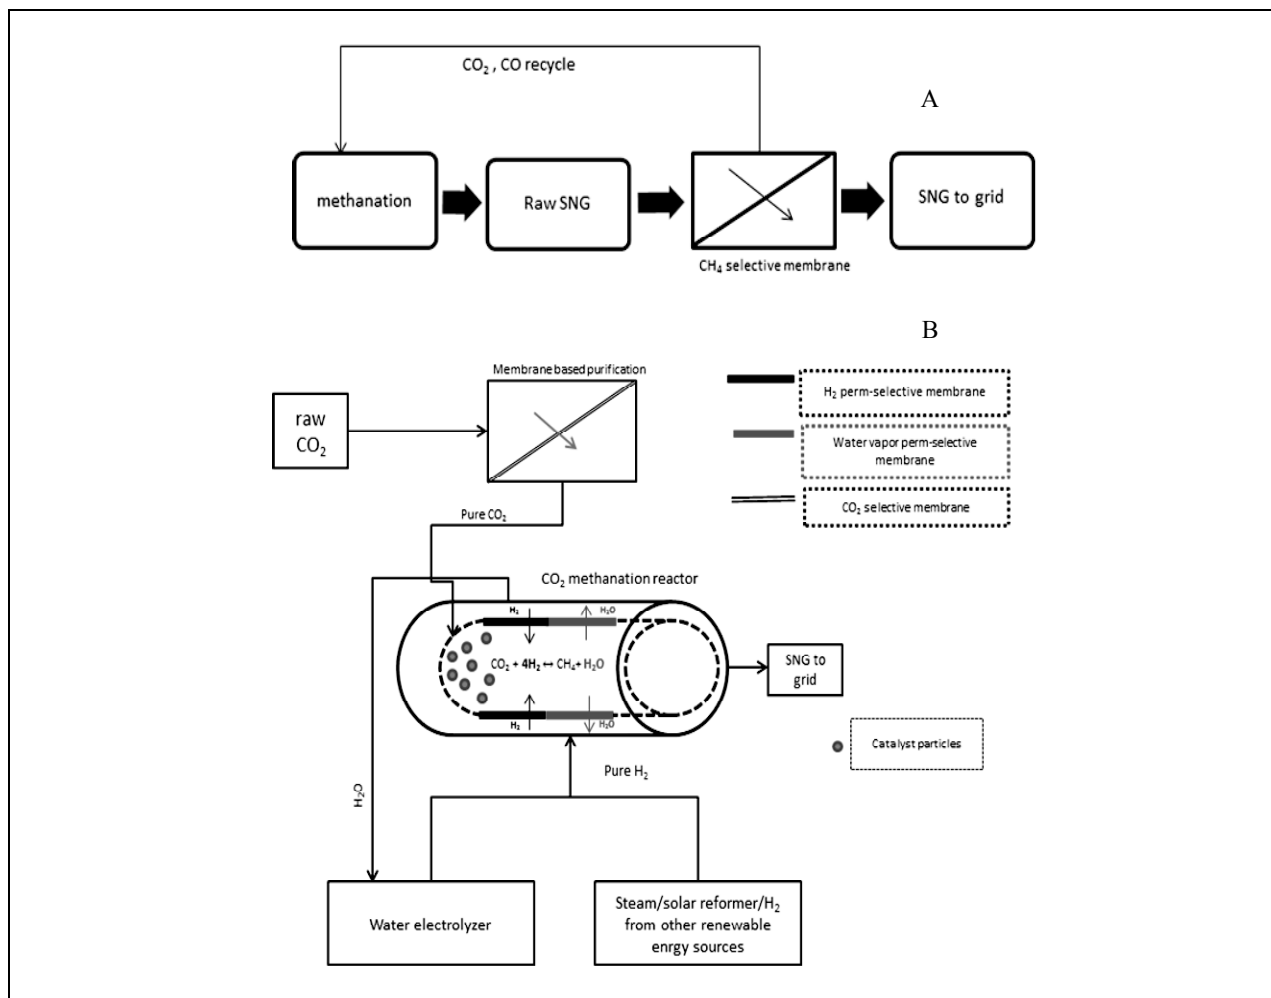 CO₂ , CO recycle
A
methanation
Raw SNG
SNG to grid
CH₄ selective membrane
B
Membrane based purification
raw
CO₂
H₂ perm-selective membrane
Water vapor perm-selective
membrane
CO₂ selective membrane
Pure CO₂
CO₂ methanation reactor
H₂
H₂O
CO₂ + 4H₂ ↔ CH₄+ H₂O
H₂
H₂O
SNG to
grid
Catalyst particles
Pure H₂
H₂O
Water electrolyzer
Steam/solar reformer/H₂
from other renewable
enrgy sources